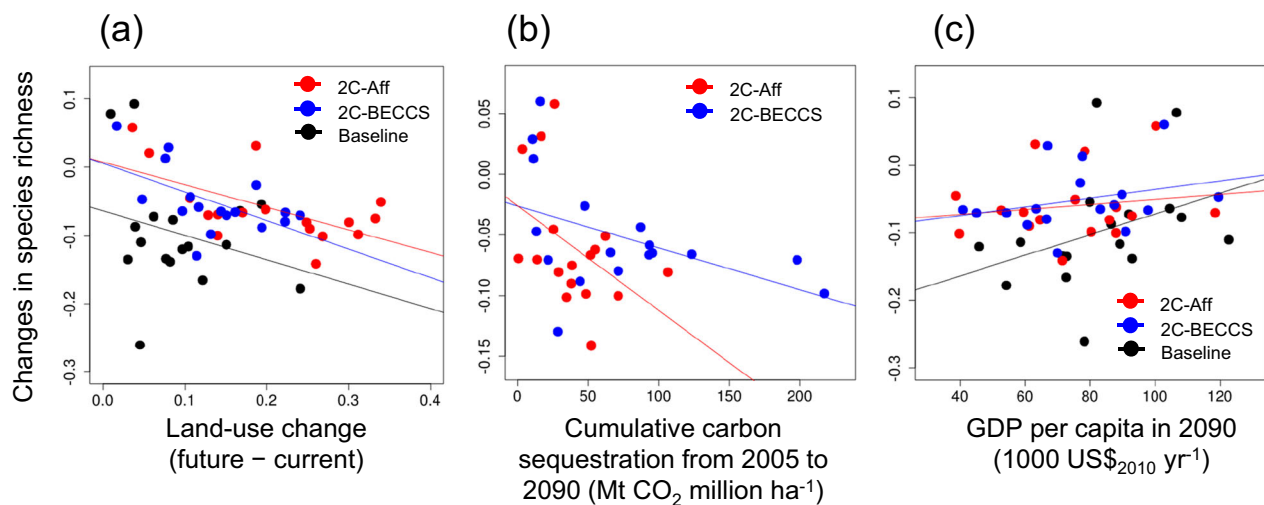 (a)
(b)
(c)
Changes in species richness
0.1
0.0
-0.1
-0.2
-0.3
0.0
0.1
0.2
0.3
0.4
2C-Aff
2C-BECCS
Baseline
Land-use change
(future − current)
0.05
0.00
-0.05
-0.10
-0.15
0
50
100
150
200
2C-Aff
2C-BECCS
Cumulative carbon
sequestration from 2005 to
2090 (Mt CO₂ million ha⁻¹)
0.1
0.0
-0.1
-0.2
-0.3
40
60
80
100
120
2C-Aff
2C-BECCS
Baseline
GDP per capita in 2090
(1000 US$₂₀₁₀ yr⁻¹)